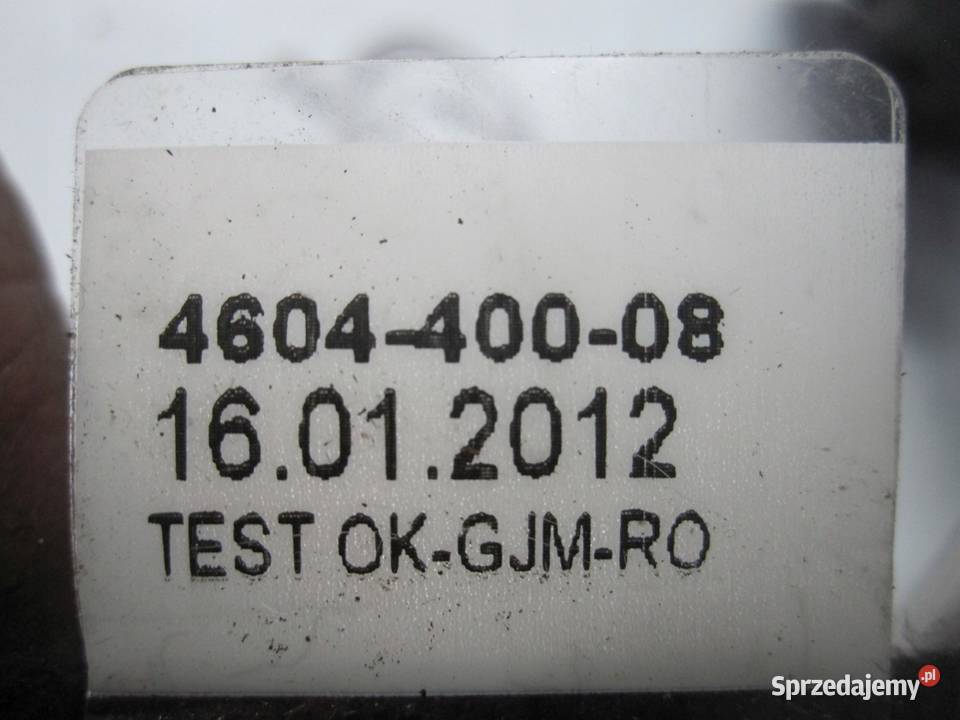 4604-400-08
16.01.2012
TEST OK-GJM-RO
Sprzedajemy.pl